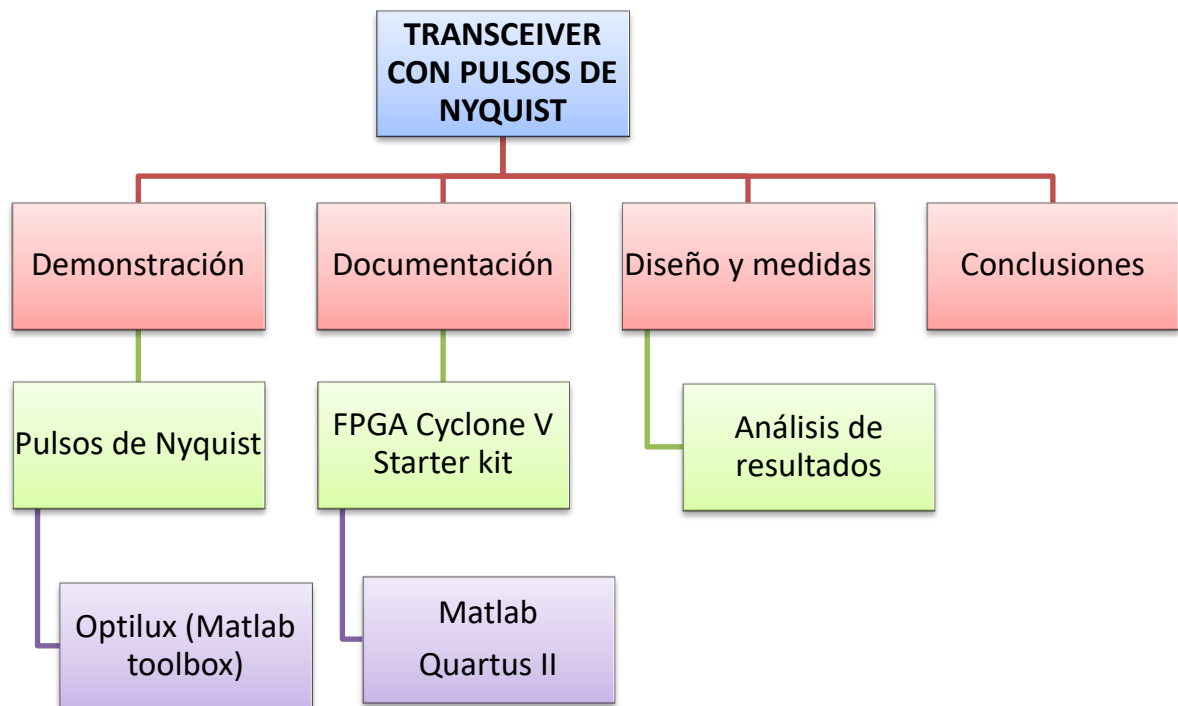 TRANSCEIVER
CON PULSOS DE
NYQUIST
Demonstración
Documentación
Diseño y medidas
Conclusiones
Pulsos de Nyquist
FPGA Cyclone V
Starter kit
Análisis de
resultados
Optilux (Matlab
toolbox)
Matlab
Quartus II